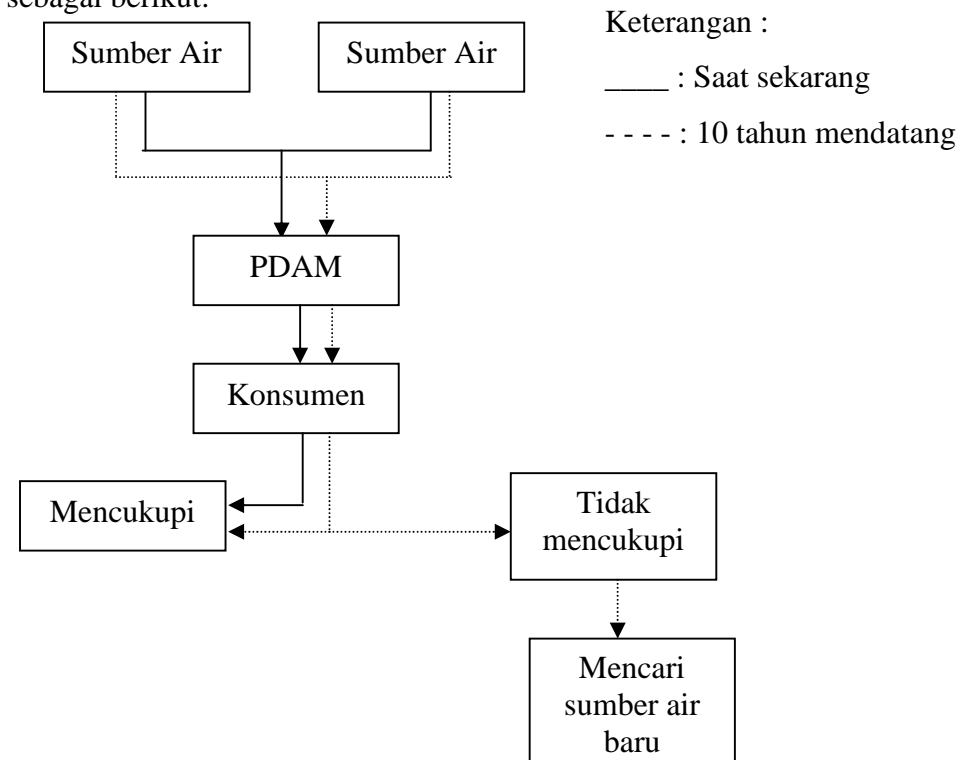 sebagai berikut:
Keterangan :
____ : Saat sekarang
- - - - : 10 tahun mendatang
Sumber Air
Sumber Air
PDAM
Konsumen
Mencukupi
Tidak
mencukupi
Mencari
sumber air
baru